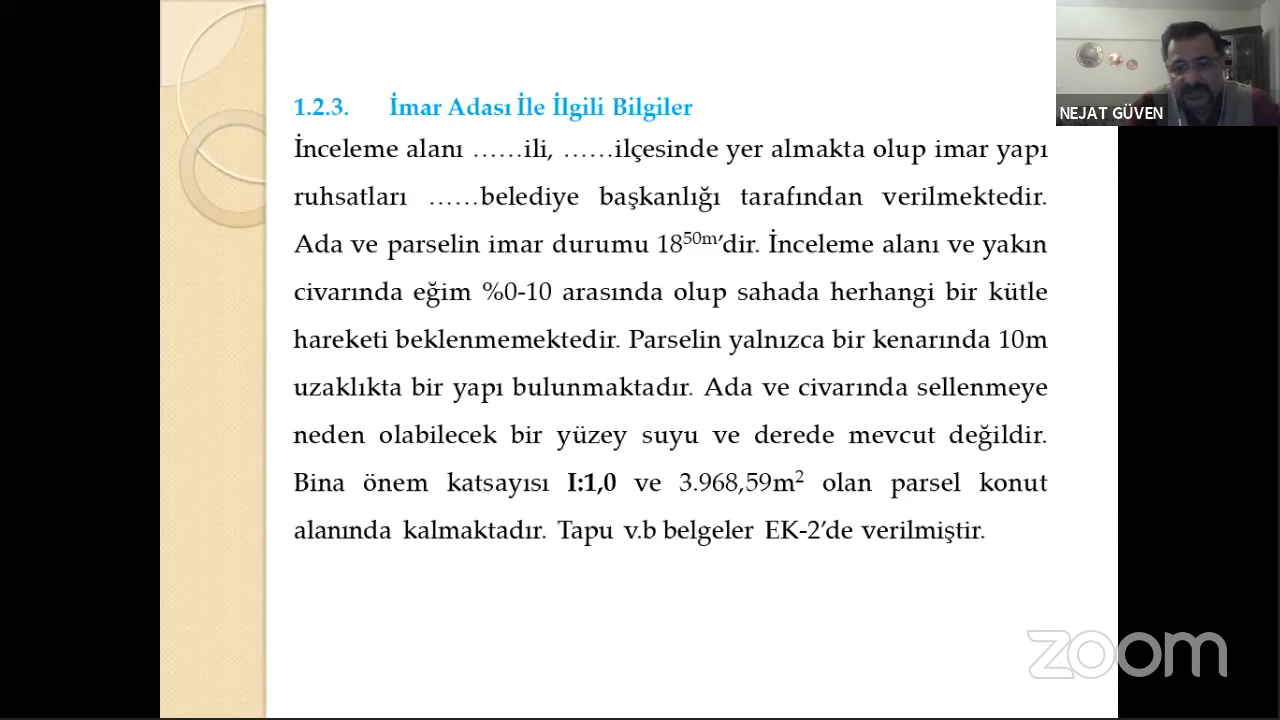 1.2.3. İmar Adası İle İlgili Bilgiler
İnceleme alanı ……ili, ……ilçesinde yer almakta olup imar yapı
ruhsatları ……belediye başkanlığı tarafından verilmektedir.
Ada ve parselin imar durumu 18⁵⁰ᵐ’dir. İnceleme alanı ve yakın
civarında eğim %0-10 arasında olup sahada herhangi bir kütle
hareketi beklenmemektedir. Parselin yalnızca bir kenarında 10m
uzaklıkta bir yapı bulunmaktadır. Ada ve civarında sellenmeye
neden olabilecek bir yüzey suyu ve derede mevcut değildir.
Bina önem katsayısı I:1,0 ve 3.968,59m² olan parsel konut
alanında kalmaktadır. Tapu v.b belgeler EK-2’de verilmiştir.
NEJAT GÜVEN
zoom